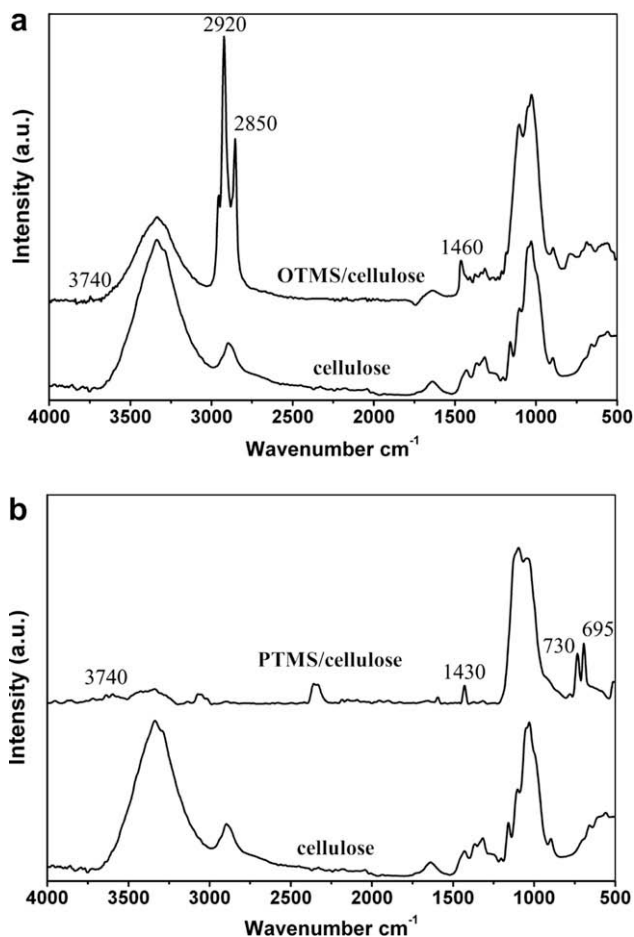 a
2920
2850
3740
1460
OTMS/cellulose
cellulose
Intensity (a.u.)
4000 3500 3000 2500 2000 1500 1000 500
Wavenumber cm-1
b
3740
PTMS/cellulose
1430
730
695
cellulose
Intensity (a.u.)
4000 3500 3000 2500 2000 1500 1000 500
Wavenumber cm-1